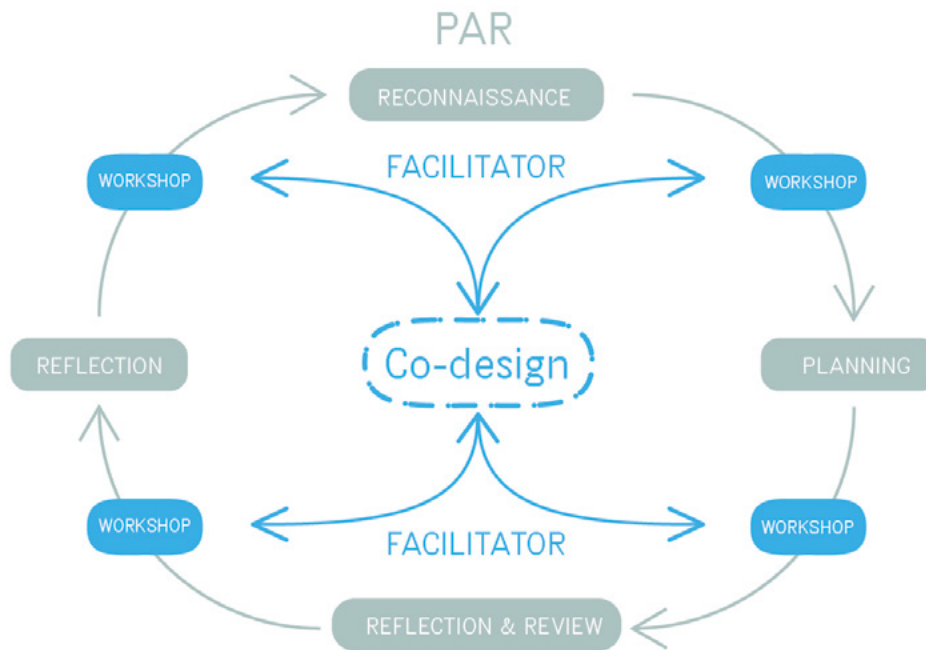 PAR
RECONNAISSANCE
WORKSHOP
FACILITATOR
WORKSHOP
REFLECTION
Co-design
PLANNING
WORKSHOP
FACILITATOR
WORKSHOP
REFLECTION & REVIEW